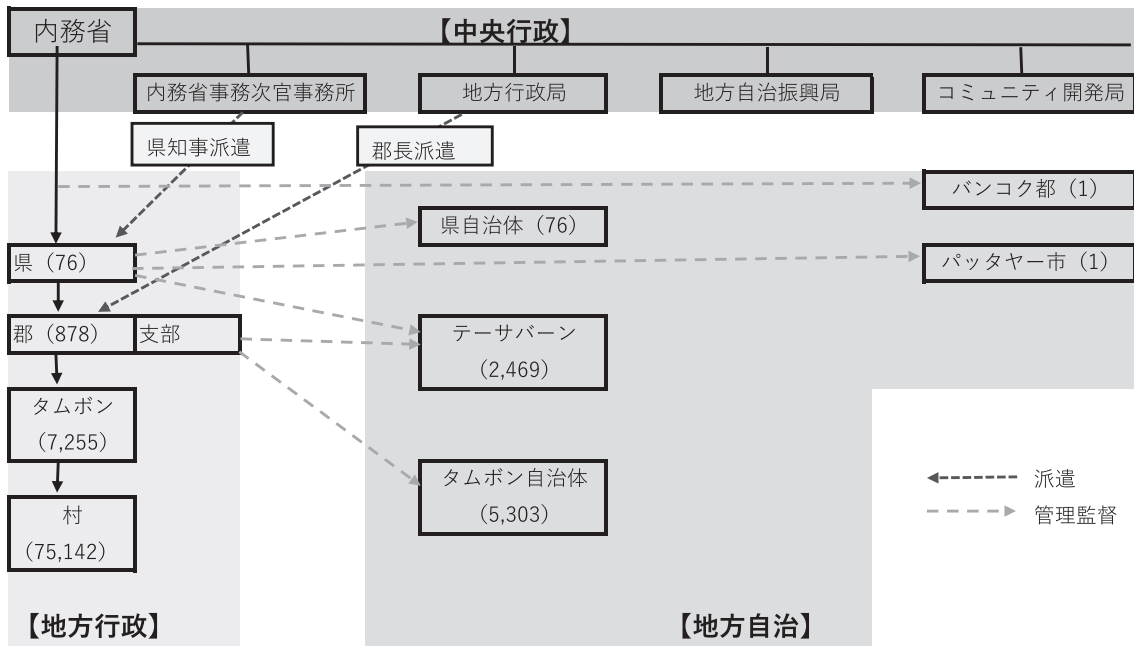 内務省
【中央行政】
内務省事務次官事務所
地方行政局
地方自治振興局
コミュニティ開発局
県知事派遣
郡長派遣
バンコク都（1）
県自治体（76）
県（76）
パッタヤー市（1）
郡（878）
支部
テーサバーン
（2,469）
タムボン
（7,255）
タムボン自治体
（5,303）
派遣
管理監督
村
（75,142）
【地方行政】
【地方自治】